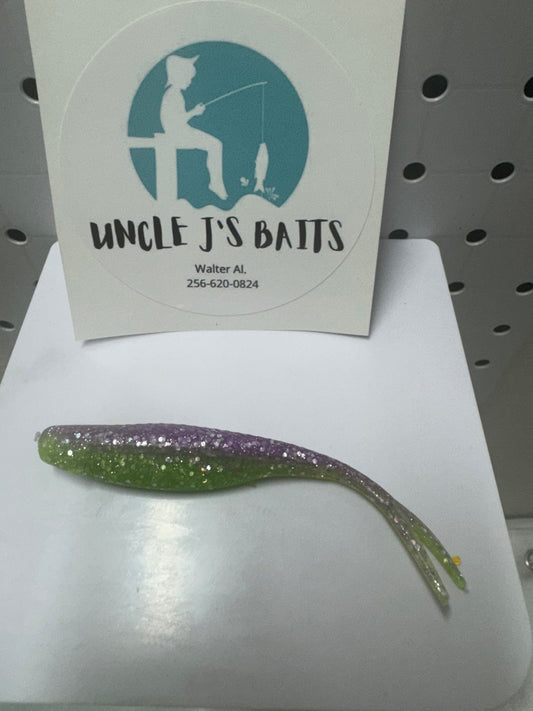 UNCLE J'S BAITS
Walter Al.
256-620-0824